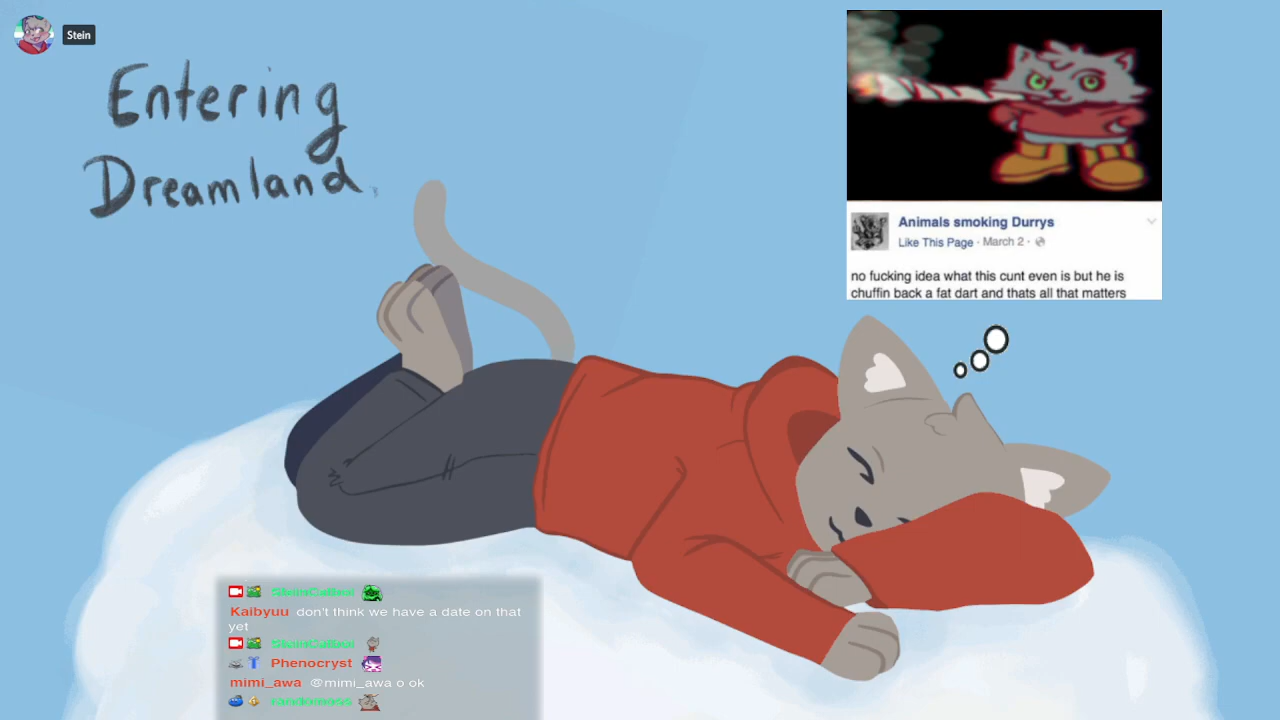 Stein
Entering
Dreamland
Animals smoking Durrys
Like This Page · March 2 ·
no fucking idea what this cunt even is but he is
chuffin back a fat dart and thats all that matters
Kaibyuu don't think we have a date on that
yet
Phenocryst
mimi_awa @mimi_awa o ok